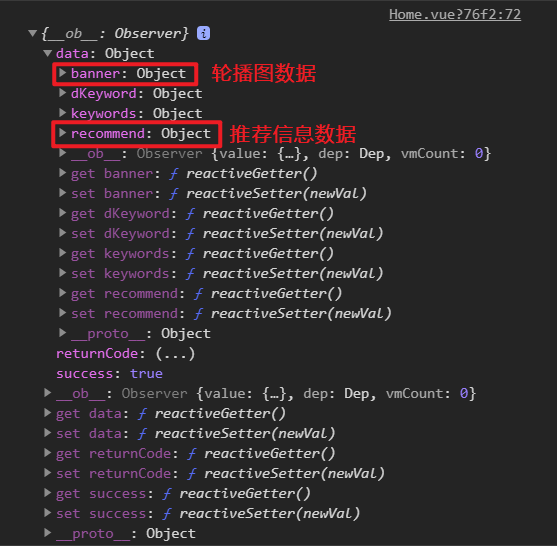 Home.vue?76f2:72
{__ob__: Observer} i
data: Object
banner: Object 轮播图数据
dKeyword: Object
keywords: Object
recommend: Object 推荐信息数据
__ob__: Observer {value: {…}, dep: Dep, vmCount: 0}
get banner: ƒ reactiveGetter()
set banner: ƒ reactiveSetter(newVal)
get dKeyword: ƒ reactiveGetter()
set dKeyword: ƒ reactiveSetter(newVal)
get keywords: ƒ reactiveGetter()
set keywords: ƒ reactiveSetter(newVal)
get recommend: ƒ reactiveGetter()
set recommend: ƒ reactiveSetter(newVal)
__proto__: Object
returnCode: (...)
success: true
__ob__: Observer {value: {…}, dep: Dep, vmCount: 0}
get data: ƒ reactiveGetter()
set data: ƒ reactiveSetter(newVal)
get returnCode: ƒ reactiveGetter()
set returnCode: ƒ reactiveSetter(newVal)
get success: ƒ reactiveGetter()
set success: ƒ reactiveSetter(newVal)
__proto__: Object